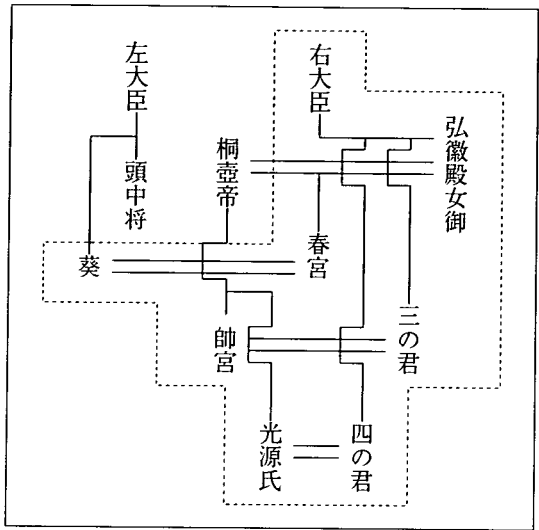 弘徽殿女御
右大臣
桐壺帝
左大臣
頭中将
春宮
葵
三の君
帥宮
四の君
光源氏